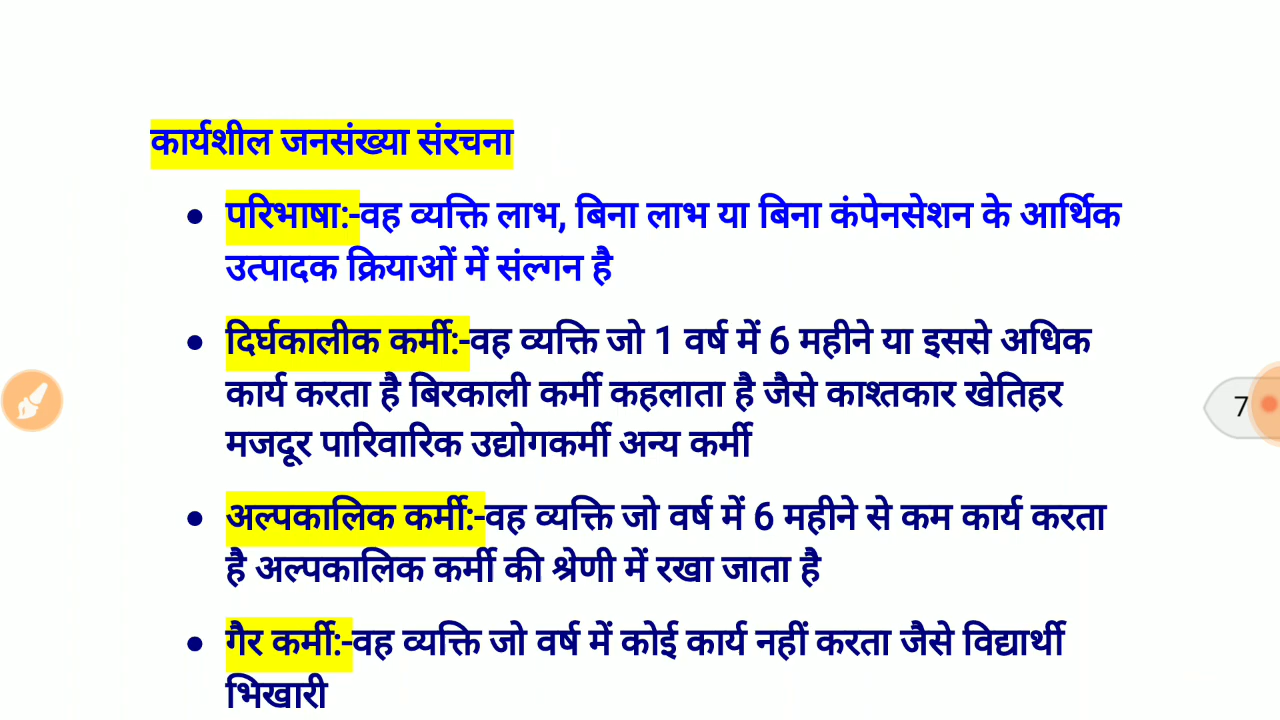 कार्यशील जनसंख्या संरचना
• परिभाषा:-वह व्यक्ति लाभ, बिना लाभ या बिना कंपेनसेशन के आर्थिक
उत्पादक क्रियाओं में संल्गन है
• दिर्घकालीक कर्मी:-वह व्यक्ति जो 1 वर्ष में 6 महीने या इससे अधिक
कार्य करता है बिरकाली कर्मी कहलाता है जैसे काश्तकार खेतिहर
मजदूर पारिवारिक उद्योगकर्मी अन्य कर्मी
7
• अल्पकालिक कर्मी:-वह व्यक्ति जो वर्ष में 6 महीने से कम कार्य करता
है अल्पकालिक कर्मी की श्रेणी में रखा जाता है
• गैर कर्मी:-वह व्यक्ति जो वर्ष में कोई कार्य नहीं करता जैसे विद्यार्थी
भिखारी